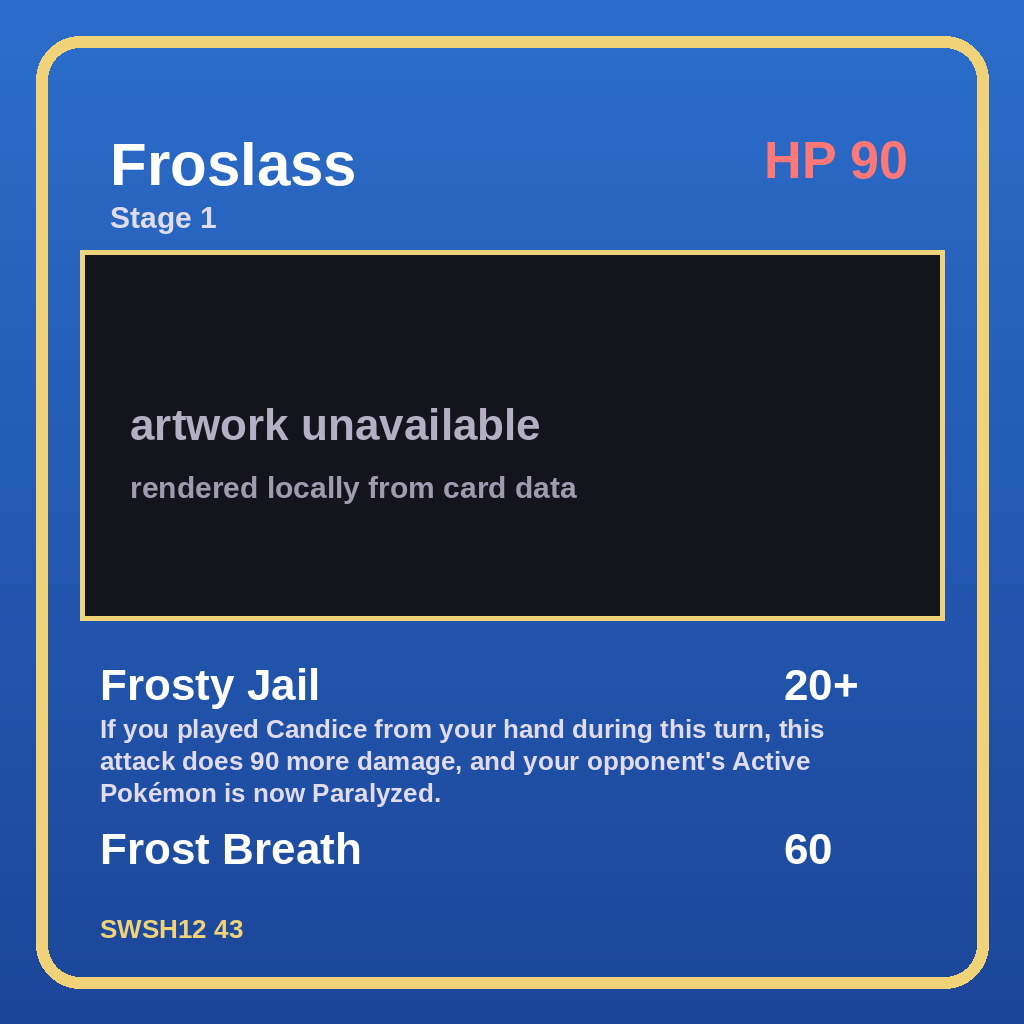 Froslass
HP 90
Stage 1
artwork unavailable
rendered locally from card data
Frosty Jail
20+
If you played Candice from your hand during this turn, this
attack does 90 more damage, and your opponent's Active
Pokémon is now Paralyzed.
Frost Breath
60
SWSH12 43